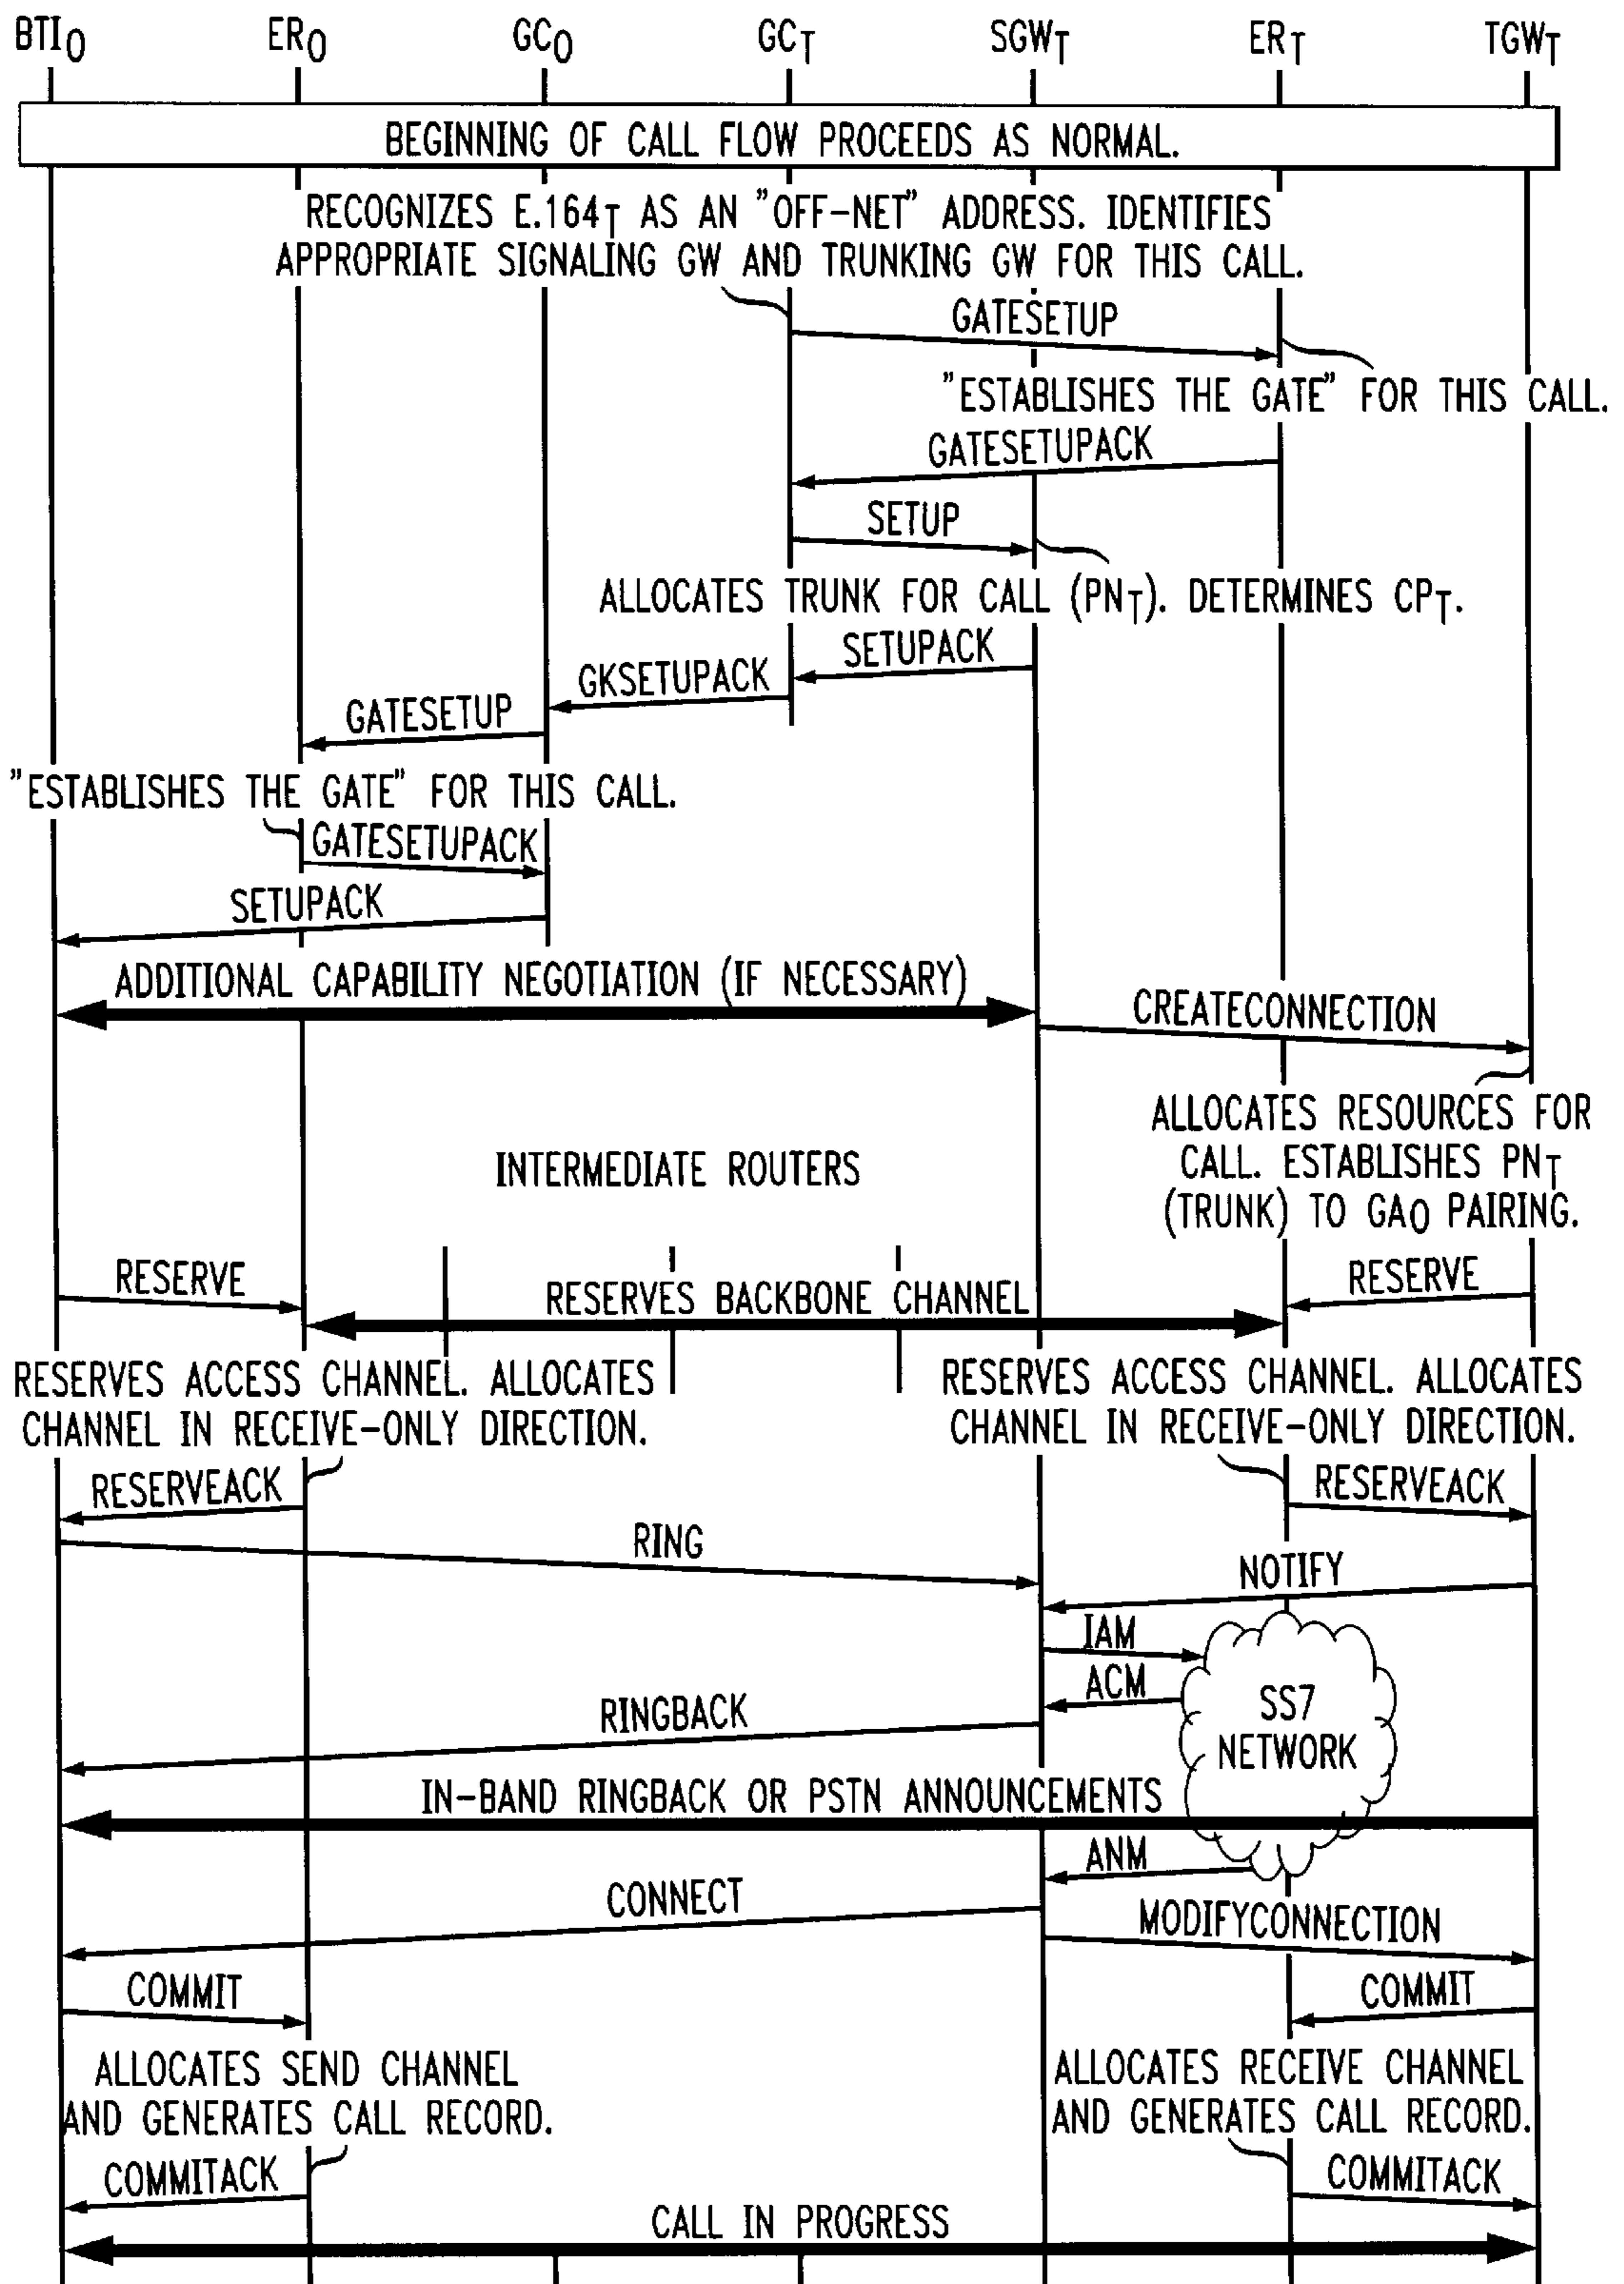 BTIO ERO GCO GCT SGWT ERT TGWT
BEGINNING OF CALL FLOW PROCEEDS AS NORMAL.
RECOGNIZES E.164T AS AN "OFF-NET" ADDRESS. IDENTIFIES
APPROPRIATE SIGNALING GW AND TRUNKING GW FOR THIS CALL.
GATESETUP
"ESTABLISHES THE GATE" FOR THIS CALL.
GATESETUPACK
SETUP
ALLOCATES TRUNK FOR CALL (PNT). DETERMINES CPT.
SETUPACK
GKSETUPACK
GATESETUP
"ESTABLISHES THE GATE" FOR THIS CALL.
GATESETUPACK
SETUPACK
ADDITIONAL CAPABILITY NEGOTIATION (IF NECESSARY)
CREATECONNECTION
ALLOCATES RESOURCES FOR
CALL. ESTABLISHES PNT
(TRUNK) TO GAO PAIRING.
INTERMEDIATE ROUTERS
RESERVE
RESERVES BACKBONE CHANNEL
RESERVE
RESERVES ACCESS CHANNEL. ALLOCATES
CHANNEL IN RECEIVE-ONLY DIRECTION.
RESERVES ACCESS CHANNEL. ALLOCATES
CHANNEL IN RECEIVE-ONLY DIRECTION.
RESERVEACK
RESERVEACK
RING
NOTIFY
IAM
ACM
SS7
NETWORK
RINGBACK
IN-BAND RINGBACK OR PSTN ANNOUNCEMENTS
ANM
CONNECT
MODIFYCONNECTION
COMMIT
COMMIT
ALLOCATES SEND CHANNEL
AND GENERATES CALL RECORD.
ALLOCATES RECEIVE CHANNEL
AND GENERATES CALL RECORD.
COMMITACK
COMMITACK
CALL IN PROGRESS